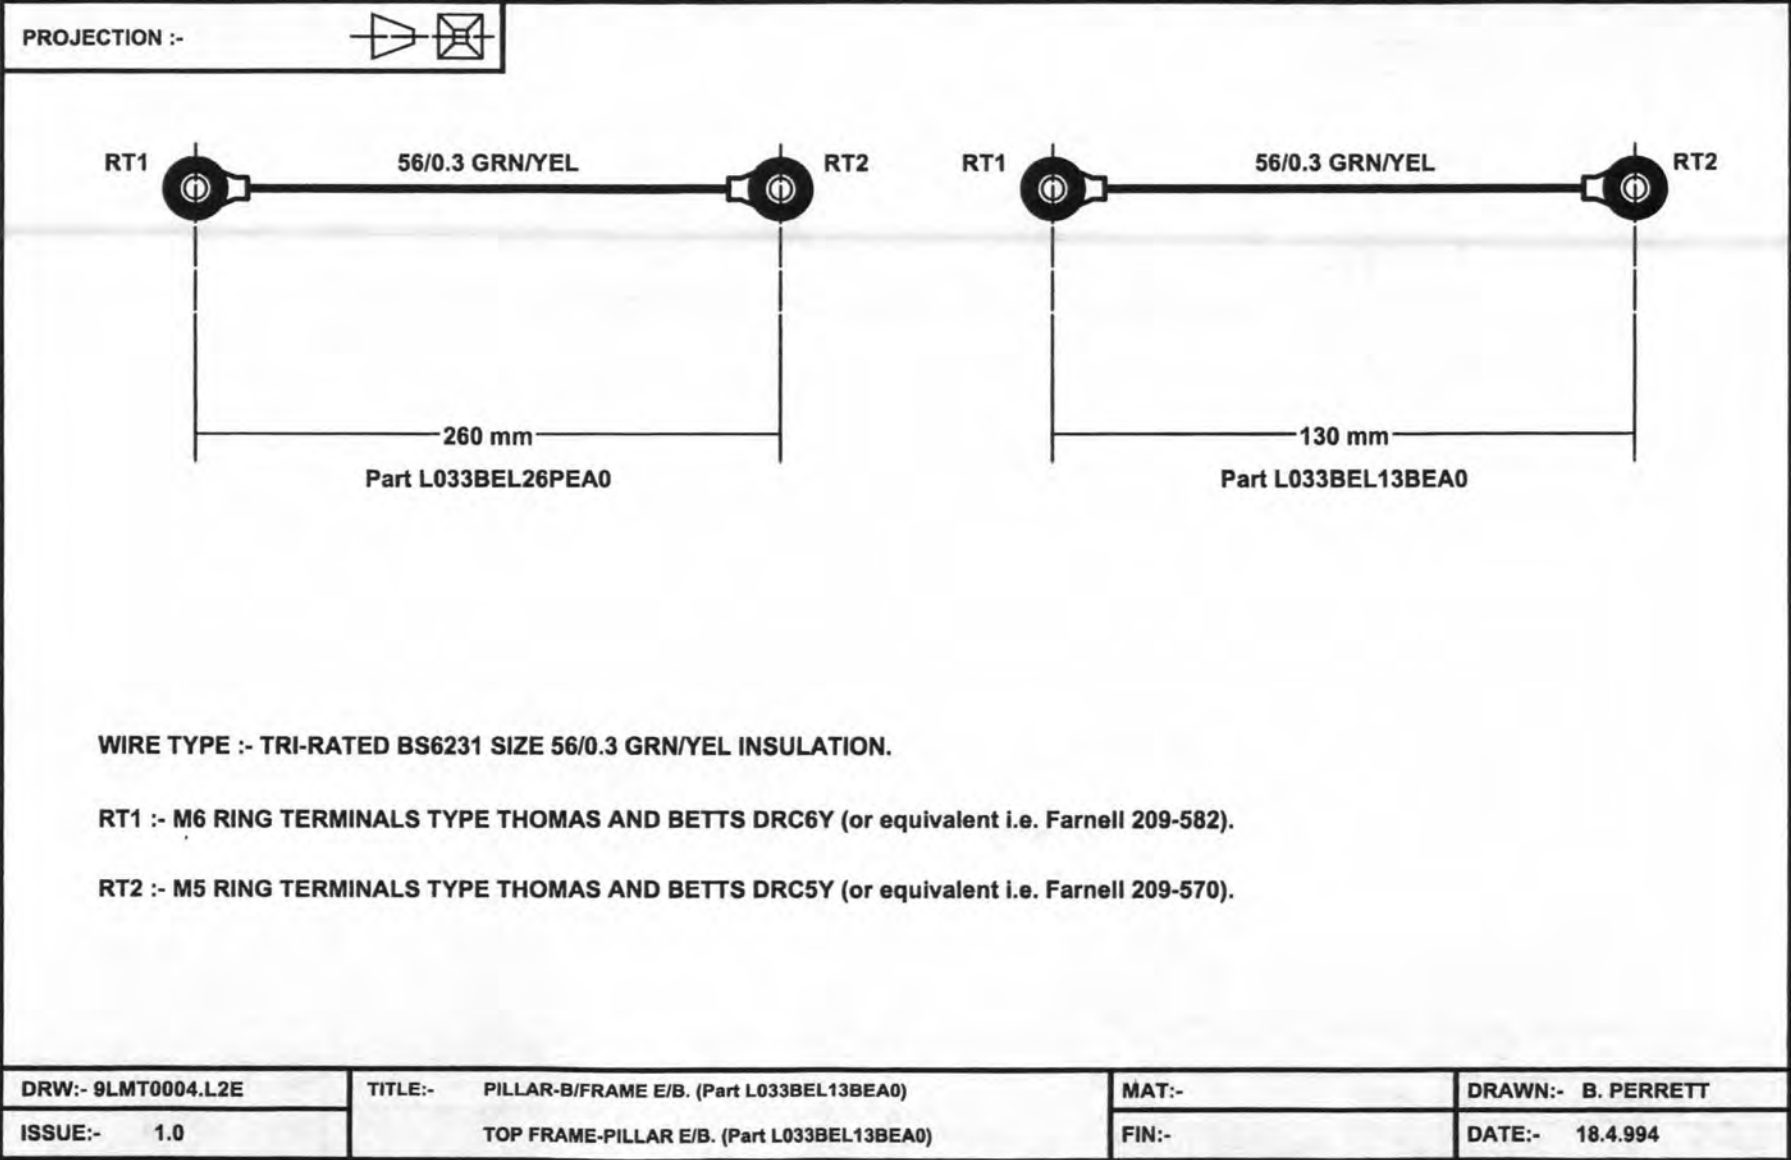 PROJECTION :-
RT1 56/0.3 GRN/YEL RT2 RT1 56/0.3 GRN/YEL RT2
260 mm 130 mm
Part L033BEL26PEA0 Part L033BEL13BEA0
WIRE TYPE :- TRI-RATED BS6231 SIZE 56/0.3 GRN/YEL INSULATION.
RT1 :- M6 RING TERMINALS TYPE THOMAS AND BETTS DRC6Y (or equivalent i.e. Farnell 209-582).
RT2 :- M5 RING TERMINALS TYPE THOMAS AND BETTS DRC5Y (or equivalent i.e. Farnell 209-570).
DRW:- 9LMT0004.L2E TITLE:- PILLAR-B/FRAME E/B. (Part L033BEL13BEA0) MAT:- DRAWN:- B. PERRETT
ISSUE:- 1.0 TOP FRAME-PILLAR E/B. (Part L033BEL13BEA0) FIN:- DATE:- 18.4.994